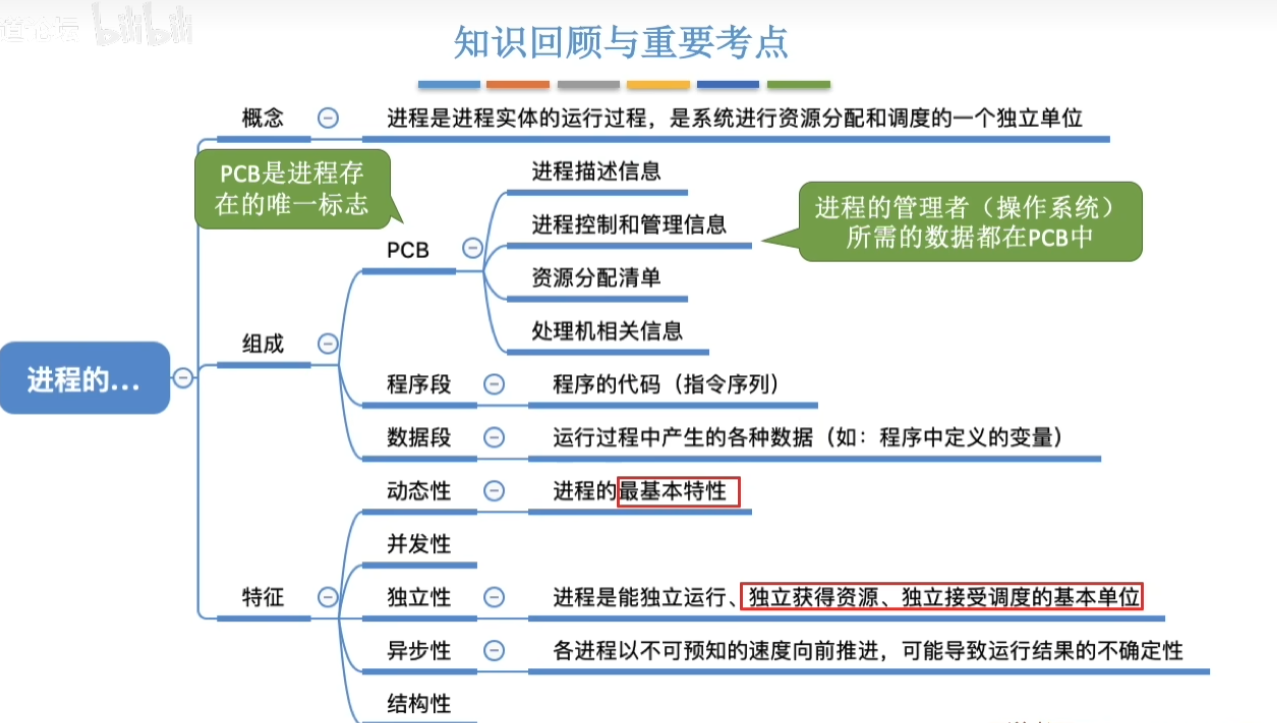 知识回顾与重要考点
概念
进程是进程实体的运行过程，是系统进行资源分配和调度的一个独立单位
PCB是进程存
在的唯一标志
进程描述信息
进程的管理者（操作系统）
所需的数据都在PCB中
进程控制和管理信息
PCB
资源分配清单
处理机相关信息
组成
进程的...
程序段
程序的代码（指令序列）
数据段
运行过程中产生的各种数据（如：程序中定义的变量）
动态性
进程的最基本特性
并发性
特征
独立性
进程是能独立运行、独立获得资源、独立接受调度的基本单位
异步性
各进程以不可预知的速度向前推进，可能导致运行结果的不确定性
结构性